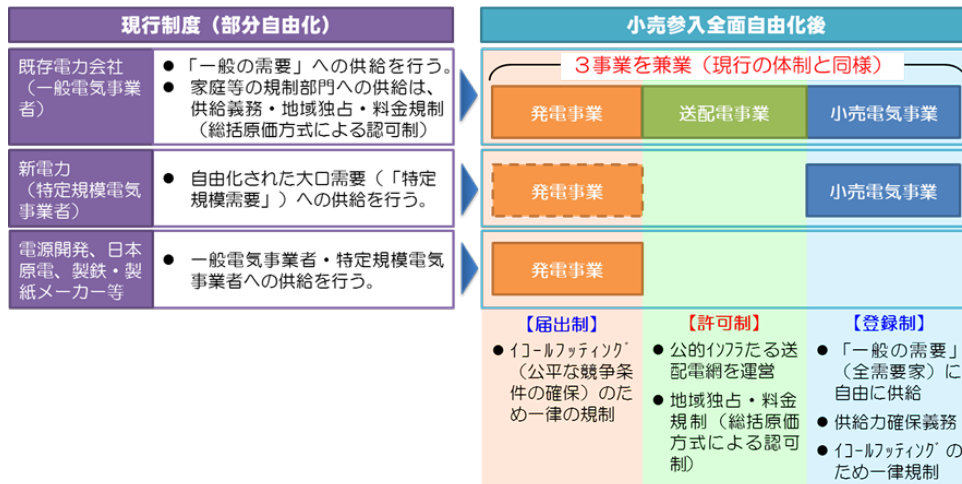 現行制度(部分自由化)
小売参入全面自由化後
既存電力会社
(一般電気事業
者)
● 「一般の需要」への供給を行う。
● 家庭等の規制部門への供給は、
供給義務・地域独占・料金規制
(総括原価方式による認可制)
3事業を兼業(現行の体制と同様)
発電事業
送配電事業
小売電気事業
新電力
(特定規模電気
事業者)
● 自由化された大口需要(「特定
規模需要」)への供給を行う。
発電事業
小売電気事業
電源開発、日本
原電、製鉄・製
紙メーカー等
● 一般電気事業者・特定規模電気
事業者への供給を行う。
発電事業
【届出制】
● イコールフッティング
(公平な競争条
件の確保)のた
め一律の規制
【許可制】
● 公的インフラたる送
配電網を運営
● 地域独占・料金
規制(総括原価
方式による認可
制)
【登録制】
● 「一般の需要」
(全需要家)に
自由に供給
● 供給力確保義務
● イコールフッティングの
ため一律規制